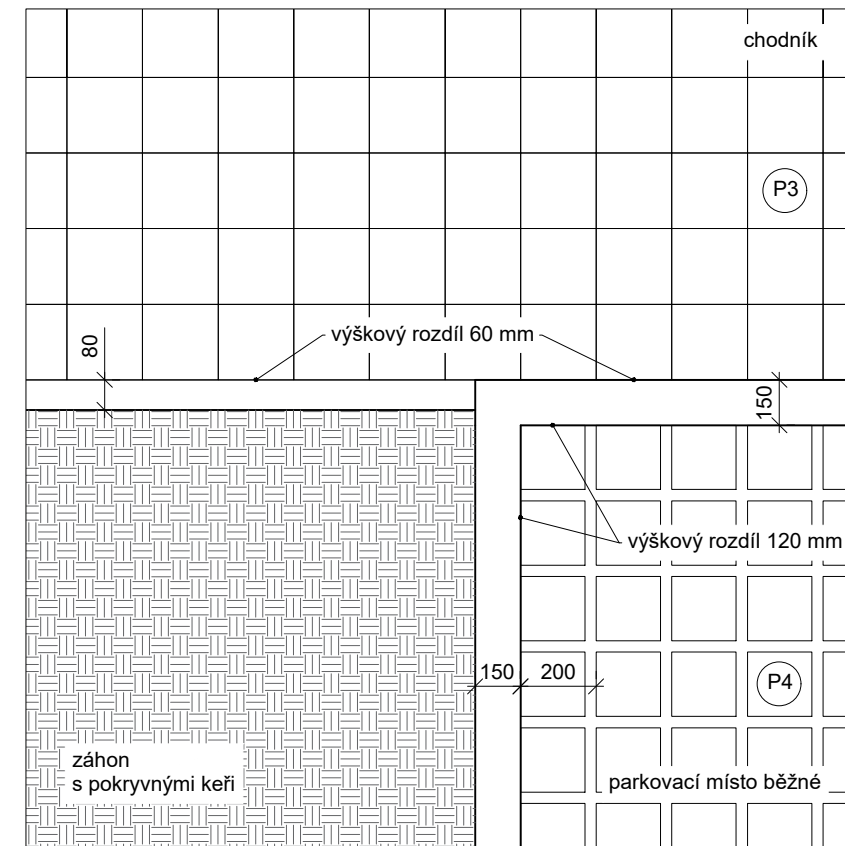 chodník
P3
80
výškový rozdíl 60 mm
150
výškový rozdíl 120 mm
150
200
P4
záhon
s pokryvnými keři
parkovací místo běžné